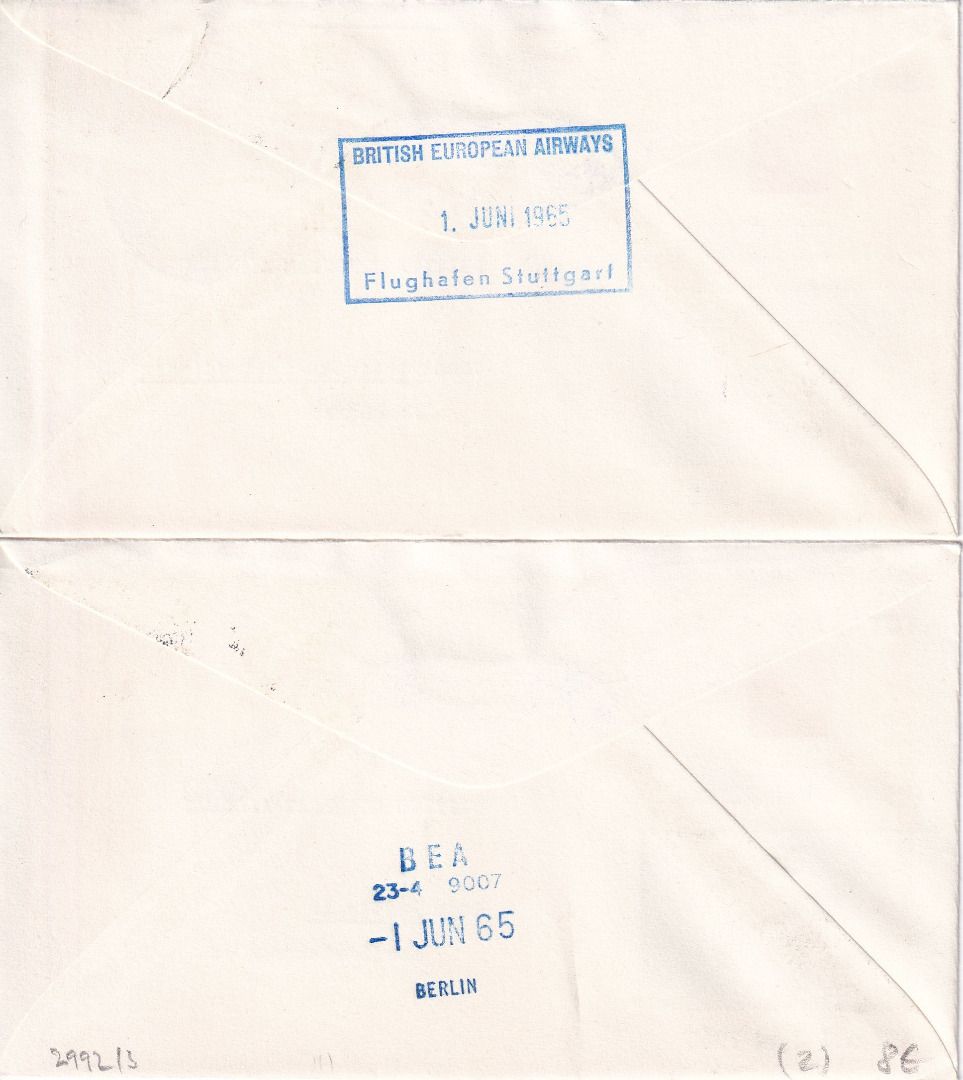 BRITISH EUROPEAN AIRWAYS
1. JUNI 1965
Flughafen Stuttgart
BEA
23-4 9007
-1 JUN 65
BERLIN
2992/3
(2) 8€